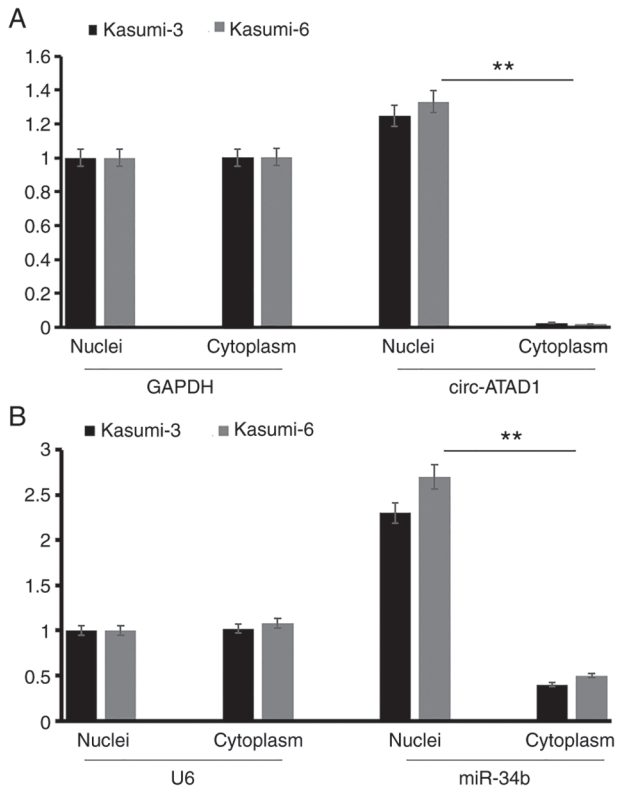 A
Kasumi-3 Kasumi-6
1.6
**
1.4
1.2
1
0.8
0.6
0.4
0.2
0
Nuclei Cytoplasm Nuclei Cytoplasm
GAPDH circ-ATAD1
B
Kasumi-3 Kasumi-6
3
**
2.5
2
1.5
1
0.5
0
Nuclei Cytoplasm Nuclei Cytoplasm
U6 miR-34b